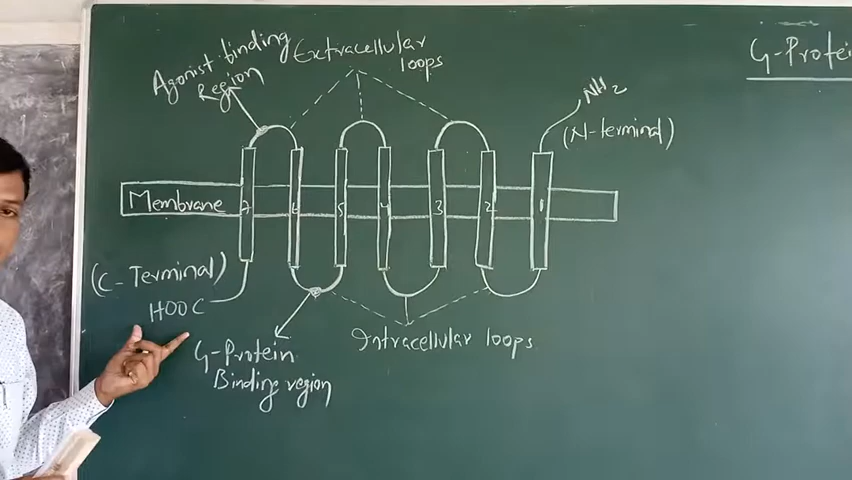 G-Protein
Agonist binding
Region
Extracellular
loops
NH2
(N-terminal)
Membrane
7 6 5 4 3 2 1
(C-Terminal)
HOOC
G-Protein
Binding region
Intracellular loops